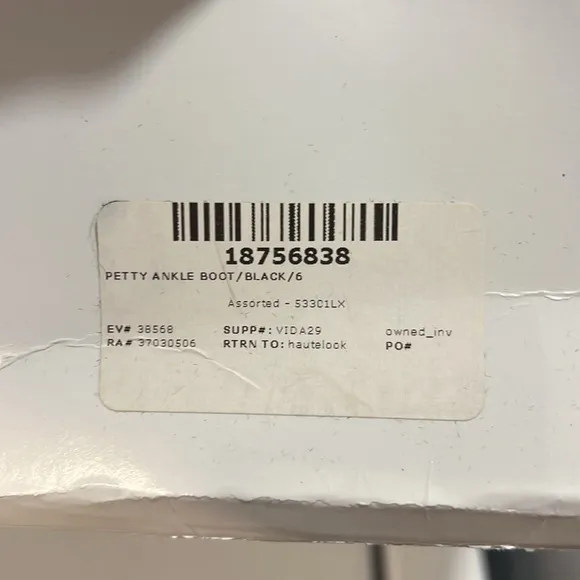 18756838
PETTY ANKLE BOOT/BLACK/6
Assorted - 53301LX
EV# 38568 SUPP#: VIDA29 owned_inv
RA# 37030506 RTRN TO: hautelook PO#